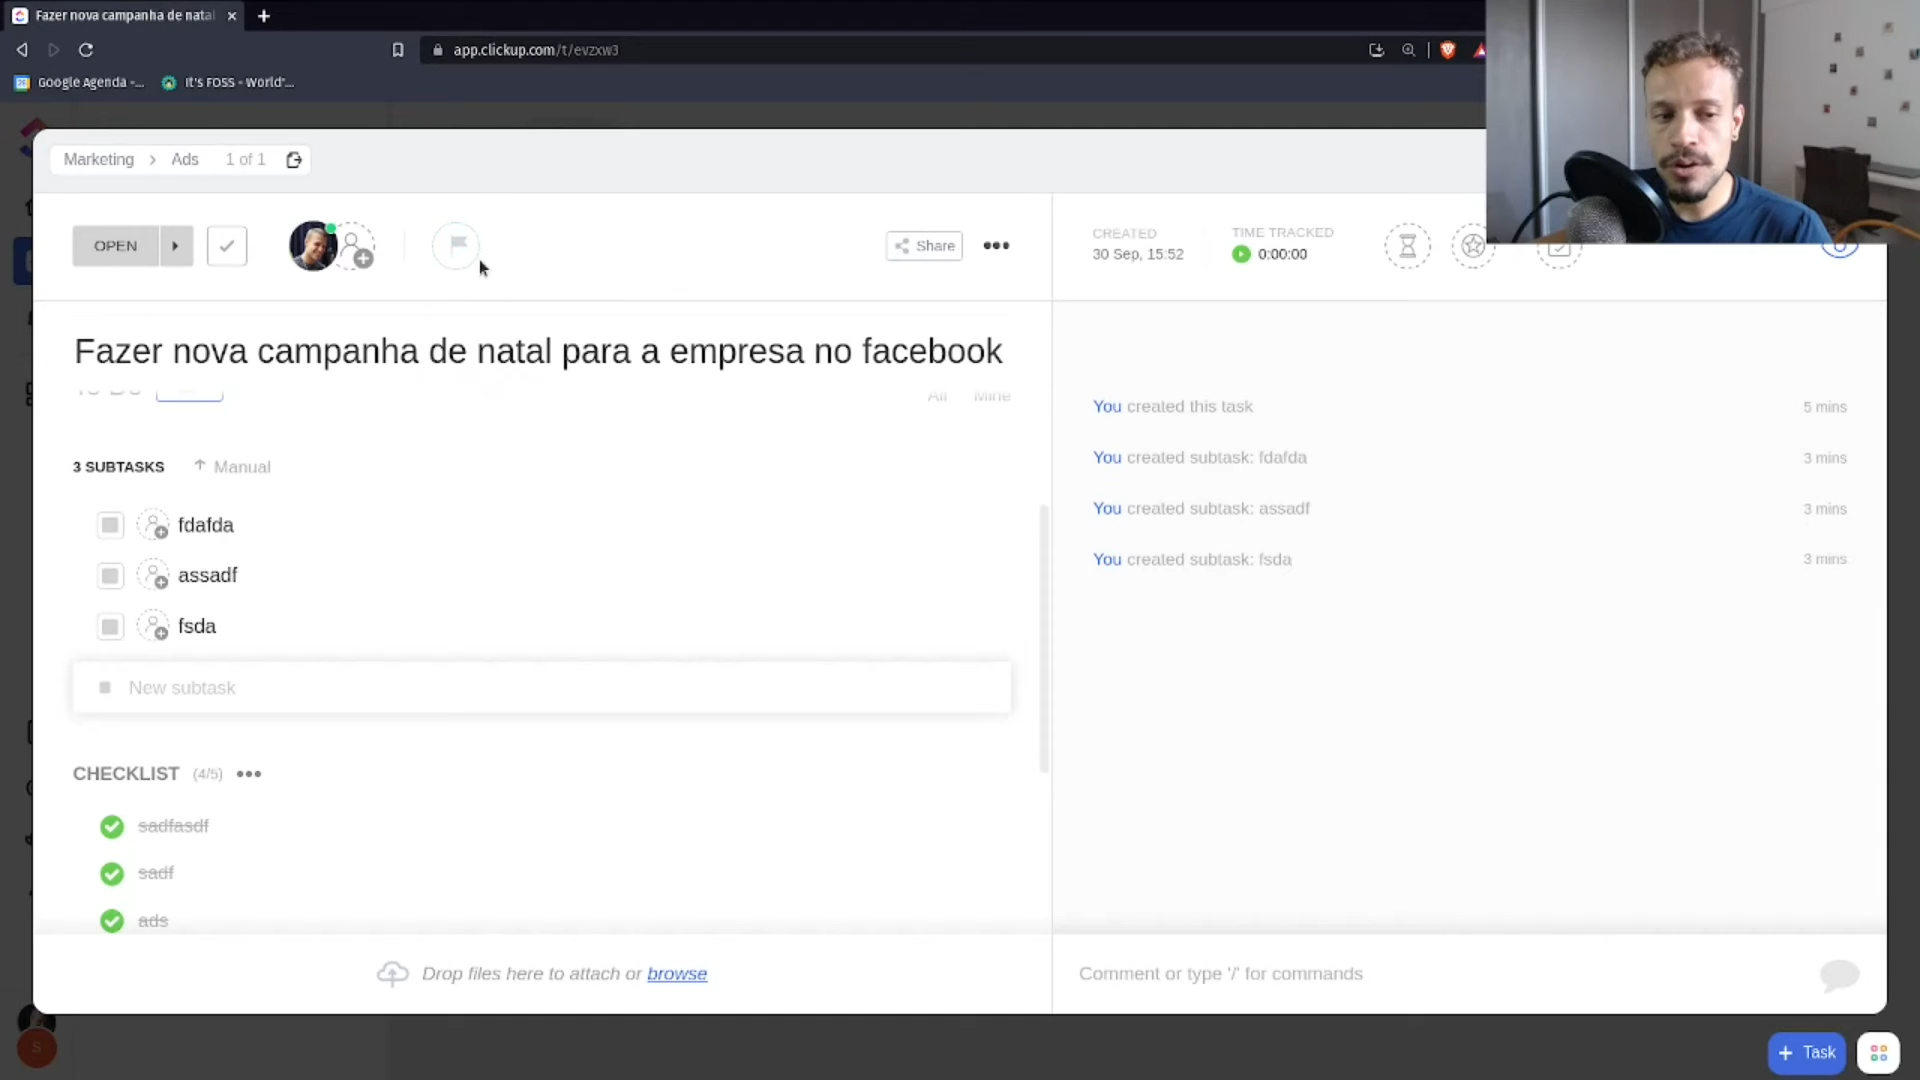 Fazer nova campanha de natal
app.clickup.com/t/evzxw3
Google Agenda -...
It's FOSS - World'...
Marketing > Ads 1 of 1
OPEN
Share
CREATED
30 Sep, 15:52
TIME TRACKED
0:00:00
Fazer nova campanha de natal para a empresa no facebook
All Mine
3 SUBTASKS Manual
fdafda
assadf
fsda
New subtask
CHECKLIST (4/5)
sadfasdf
sadf
ads
Drop files here to attach or browse
You created this task 5 mins
You created subtask: fdafda 3 mins
You created subtask: assadf 3 mins
You created subtask: fsda 3 mins
Comment or type '/' for commands
S
+ Task